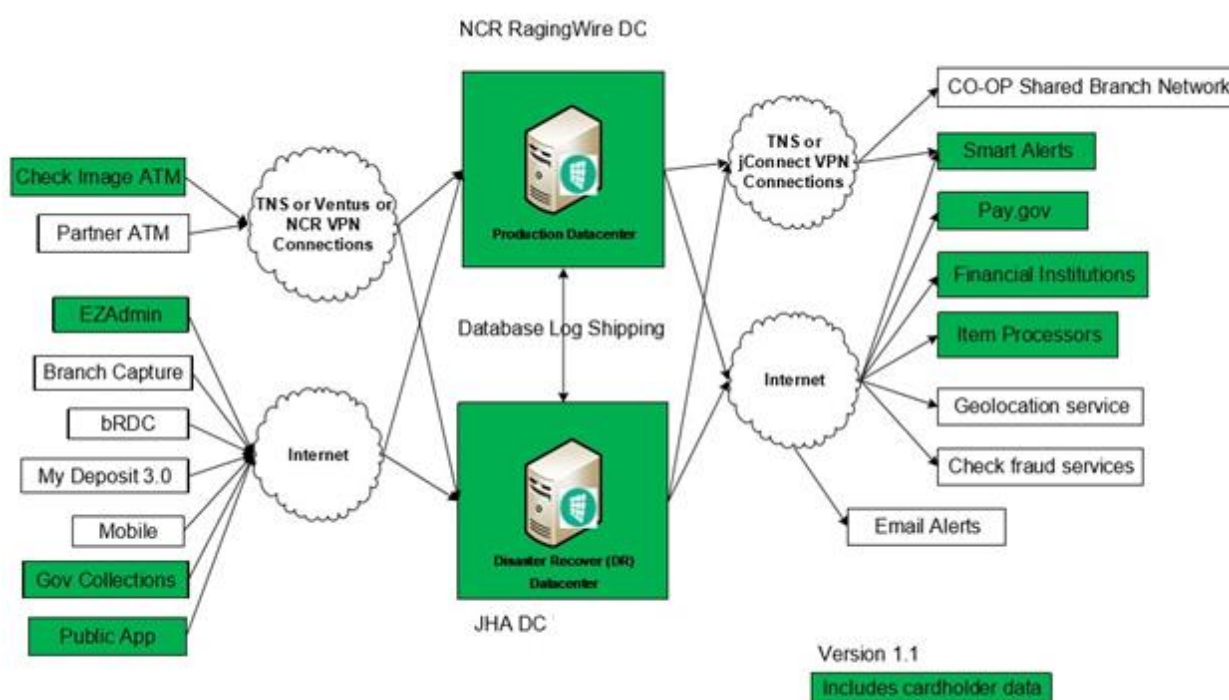 NCR RagingWire DC
Production Datacenter
Database Log Shipping
Disaster Recover (DR)
Datacenter
JHA DC
Check Image ATM
Partner ATM
TNS or Ventus or
NCR VPN
Connections
EZAdmin
Branch Capture
bRDC
My Deposit 3.0
Mobile
Gov Collections
Public App
Internet
TNS or
jConnect VPN
Connections
Internet
CO-OP Shared Branch Network
Smart Alerts
Pay.gov
Financial Institutions
Item Processors
Geolocation service
Check fraud services
Email Alerts
Version 1.1
Includes cardholder data